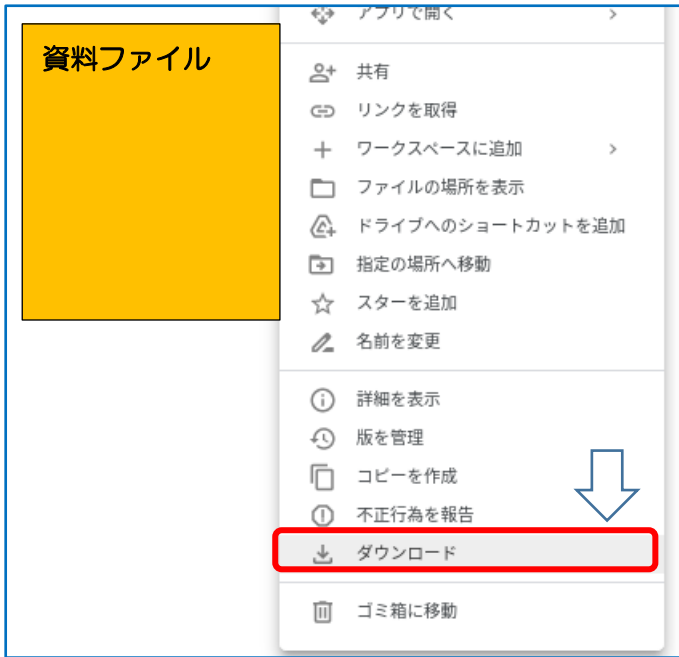 資料ファイル
アプリで開く
共有
リンクを取得
ワークスペースに追加
ファイルの場所を表示
ドライブへのショートカットを追加
指定の場所へ移動
スターを追加
名前を変更
詳細を表示
版を管理
コピーを作成
不正行為を報告
ダウンロード
ゴミ箱に移動